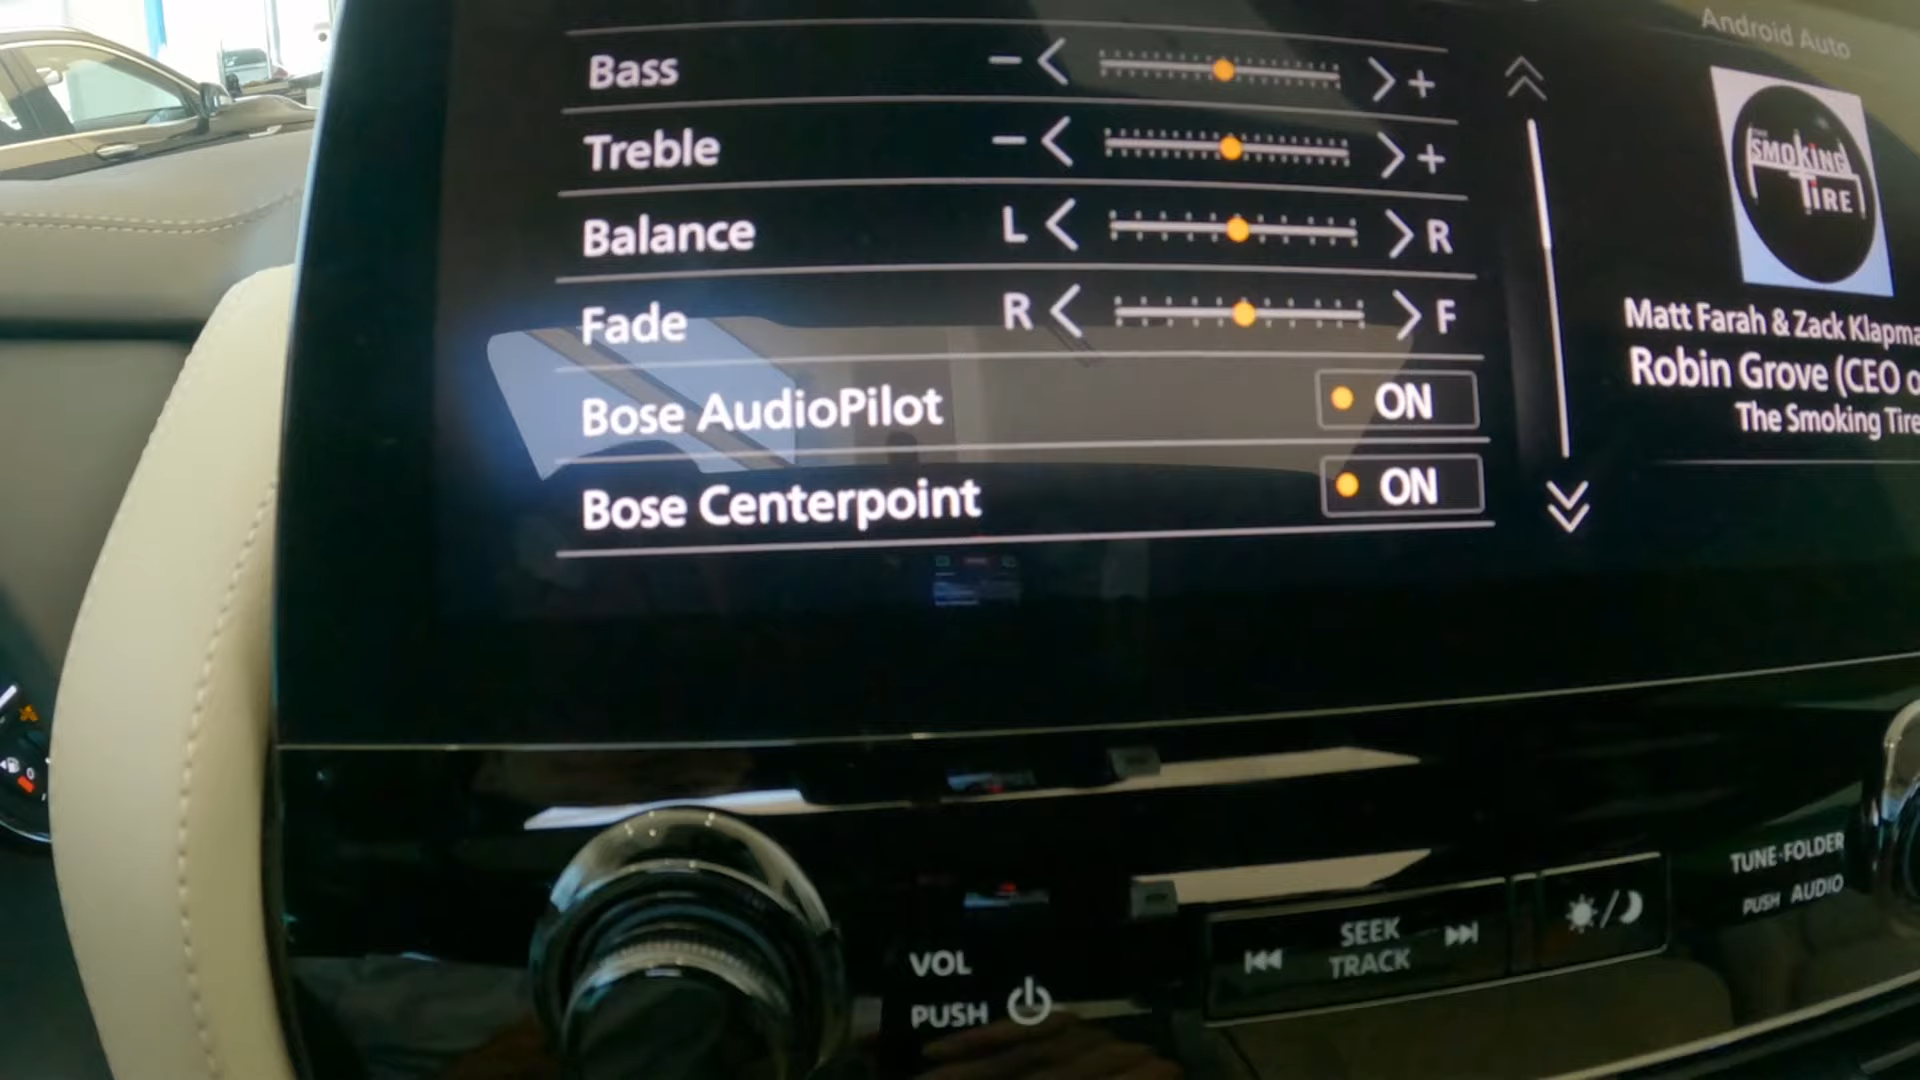 Android Auto
Bass − +
Treble − +
Balance L R
Fade R F
Bose AudioPilot ON
Bose Centerpoint ON
SMOKING
TIRE
Matt Farah & Zack Klapma
Robin Grove (CEO o
The Smoking Tire
VOL
PUSH
SEEK
TRACK
TUNE·FOLDER
PUSH AUDIO
0